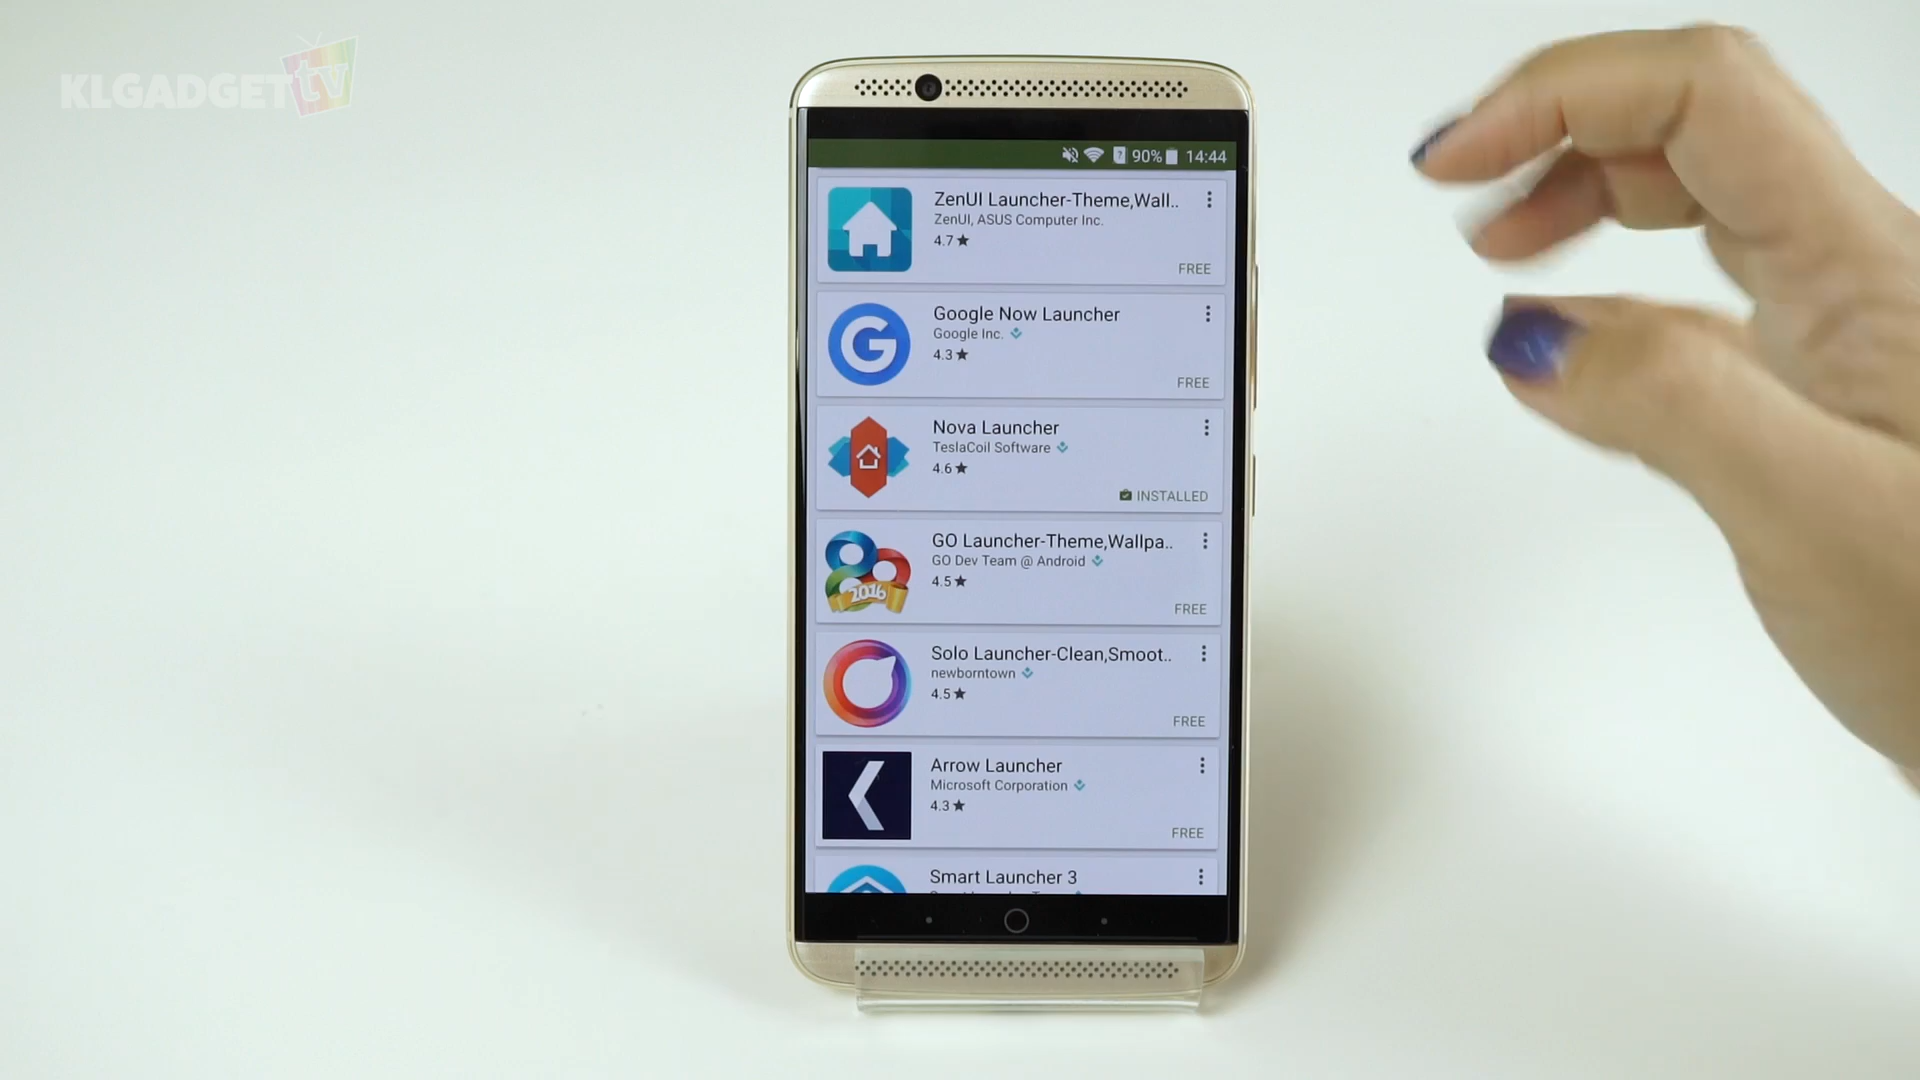 KLGADGET tv
90% 14:44
ZenUI Launcher-Theme,Wall..
ZenUI, ASUS Computer Inc.
4.7★
FREE
Google Now Launcher
Google Inc.
4.3★
FREE
Nova Launcher
TeslaCoil Software
4.6★
INSTALLED
GO Launcher-Theme,Wallpa..
GO Dev Team @ Android
2016
4.5★
FREE
Solo Launcher-Clean,Smoot..
newborntown
4.5★
FREE
Arrow Launcher
Microsoft Corporation
4.3★
FREE
Smart Launcher 3